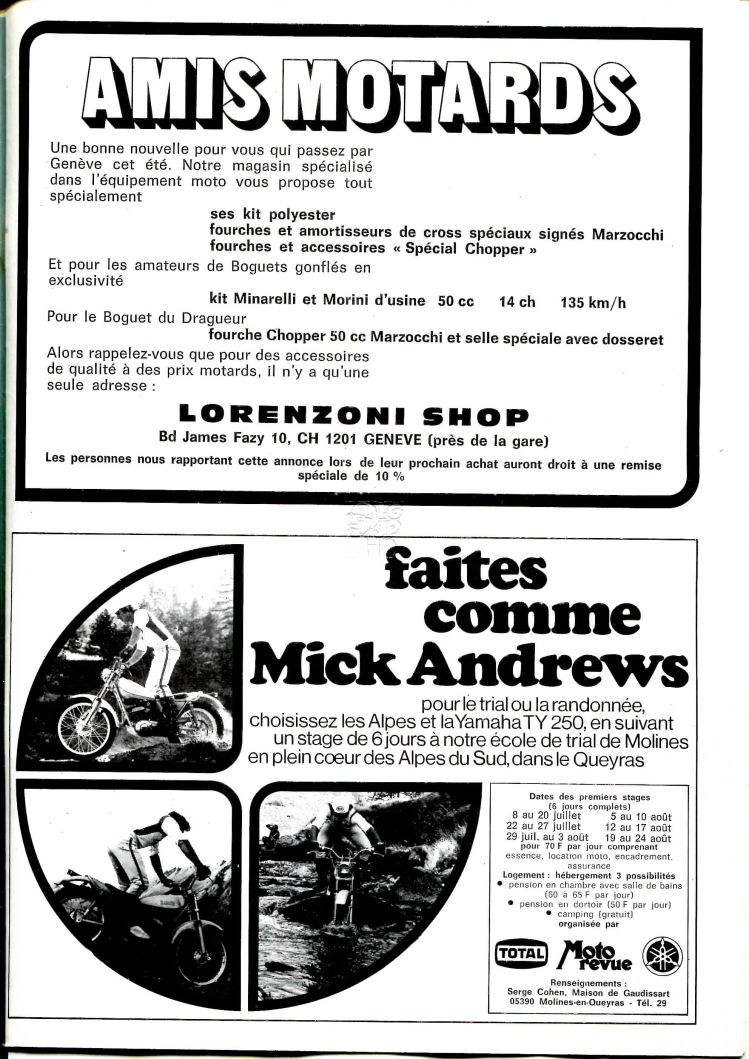 AMIS MOTARDS
Une bonne nouvelle pour vous qui passez par
Genève cet été. Notre magasin spécialisé
dans l'équipement moto vous propose tout
spécialement
ses kit polyester
fourches et amortisseurs de cross spéciaux signés Marzocchi
fourches et accessoires « Spécial Chopper »
Et pour les amateurs de Boguets gonflés en
exclusivité
kit Minarelli et Morini d'usine 50 cc 14 ch 135 km/h
Pour le Boguet du Dragueur
fourche Chopper 50 cc Marzocchi et selle spéciale avec dosseret
Alors rappelez-vous que pour des accessoires
de qualité à des prix motards, il n'y a qu'une
seule adresse :
LORENZONI SHOP
Bd James Fazy 10, CH 1201 GENEVE (près de la gare)
Les personnes nous rapportant cette annonce lors de leur prochain achat auront droit à une remise
spéciale de 10 %
faites
comme
Mick Andrews
pour le trial ou la randonnée,
choisissez les Alpes et la Yamaha TY 250, en suivant
un stage de 6 jours à notre école de trial de Molines
en plein cœur des Alpes du Sud, dans le Queyras
Dates des premiers stages
(6 jours complets)
8 au 20 juillet 5 au 10 août
22 au 27 juillet 12 au 17 août
29 juil. au 3 août 19 au 24 août
pour 70 F par jour comprenant
essence, location moto, encadrement,
assurance
Logement : hébergement 3 possibilités
• pension en chambre avec salle de bains
(60 à 65 F par jour)
• pension en dortoir (50 F par jour)
• camping (gratuit)
organisée par
TOTAL Moto revue
Renseignements :
Serge Cohen, Maison de Gaudissart
05390 Molines-en-Queyras - Tél. 29